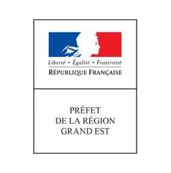 Liberté • Égalité • Fraternité
RÉPUBLIQUE FRANÇAISE
PRÉFET
DE LA RÉGION
GRAND EST